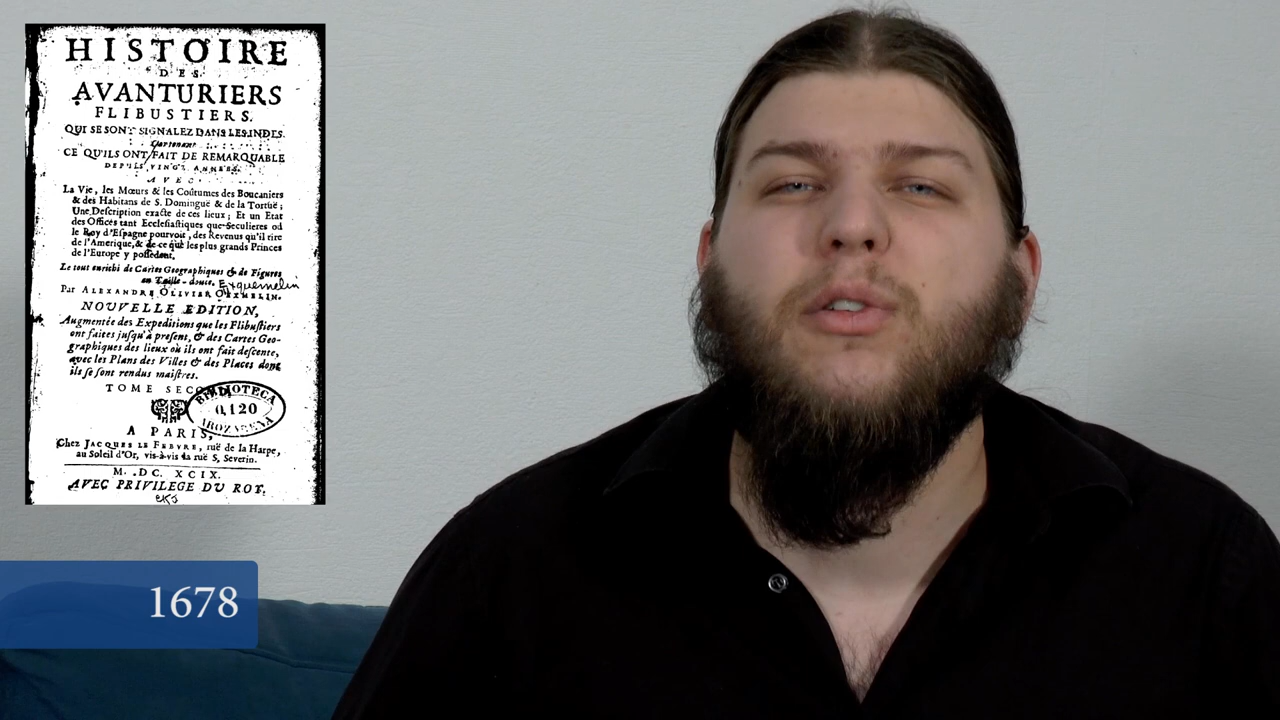 HISTOIRE
DES
AVANTURIERS
FLIBUSTIERS.
QUI SE SONT SIGNALEZ DANS LES INDES.
Contenant
CE QU'ILS ONT FAIT DE REMARQUABLE
DEPUIS VINGT ANNÉES.
AVEC
La Vie, les Mœurs & les Coûtumes des Boucaniers
& des Habitans de S. Domingue & de la Tortuë;
Une Description exacte de ces lieux; Et un Etat
des Offices tant Ecclesiastiques que Seculieres où
le Roy d'Espagne pourvoit, des Revenus qu'il tire
de l'Amerique, & de ce que les plus grands Princes
de l'Europe y possedent.
Le tout enrichi de Cartes Geographiques & de Figures
en Taille-douce. Exquemelin
Par ALEXANDRE OLIVIER OEXMELIN.
NOUVELLE EDITION,
Augmentée des Expeditions que les Flibustiers
ont faites jusqu'à present, & des Cartes Geo-
graphiques des lieux où ils ont fait descente,
avec les Plans des Villes & des Places dont
ils se sont rendus maistres.
TOME SECO
BIBLIOTECA
0,120
AROZARENA
A PARIS,
Chez JACQUES LE FEBVRE, ruë de la Harpe,
au Soleil d'Or, vis-à-vis la ruë S. Severin.
M. DC. XCIX.
AVEC PRIVILEGE DU ROY.
1678